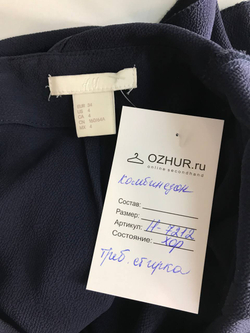 OZHUR.ru
online secondhand
комбинезон
Состав:
Размер:
Артикул: Н-7212
Состояние: хор
треб. стирка